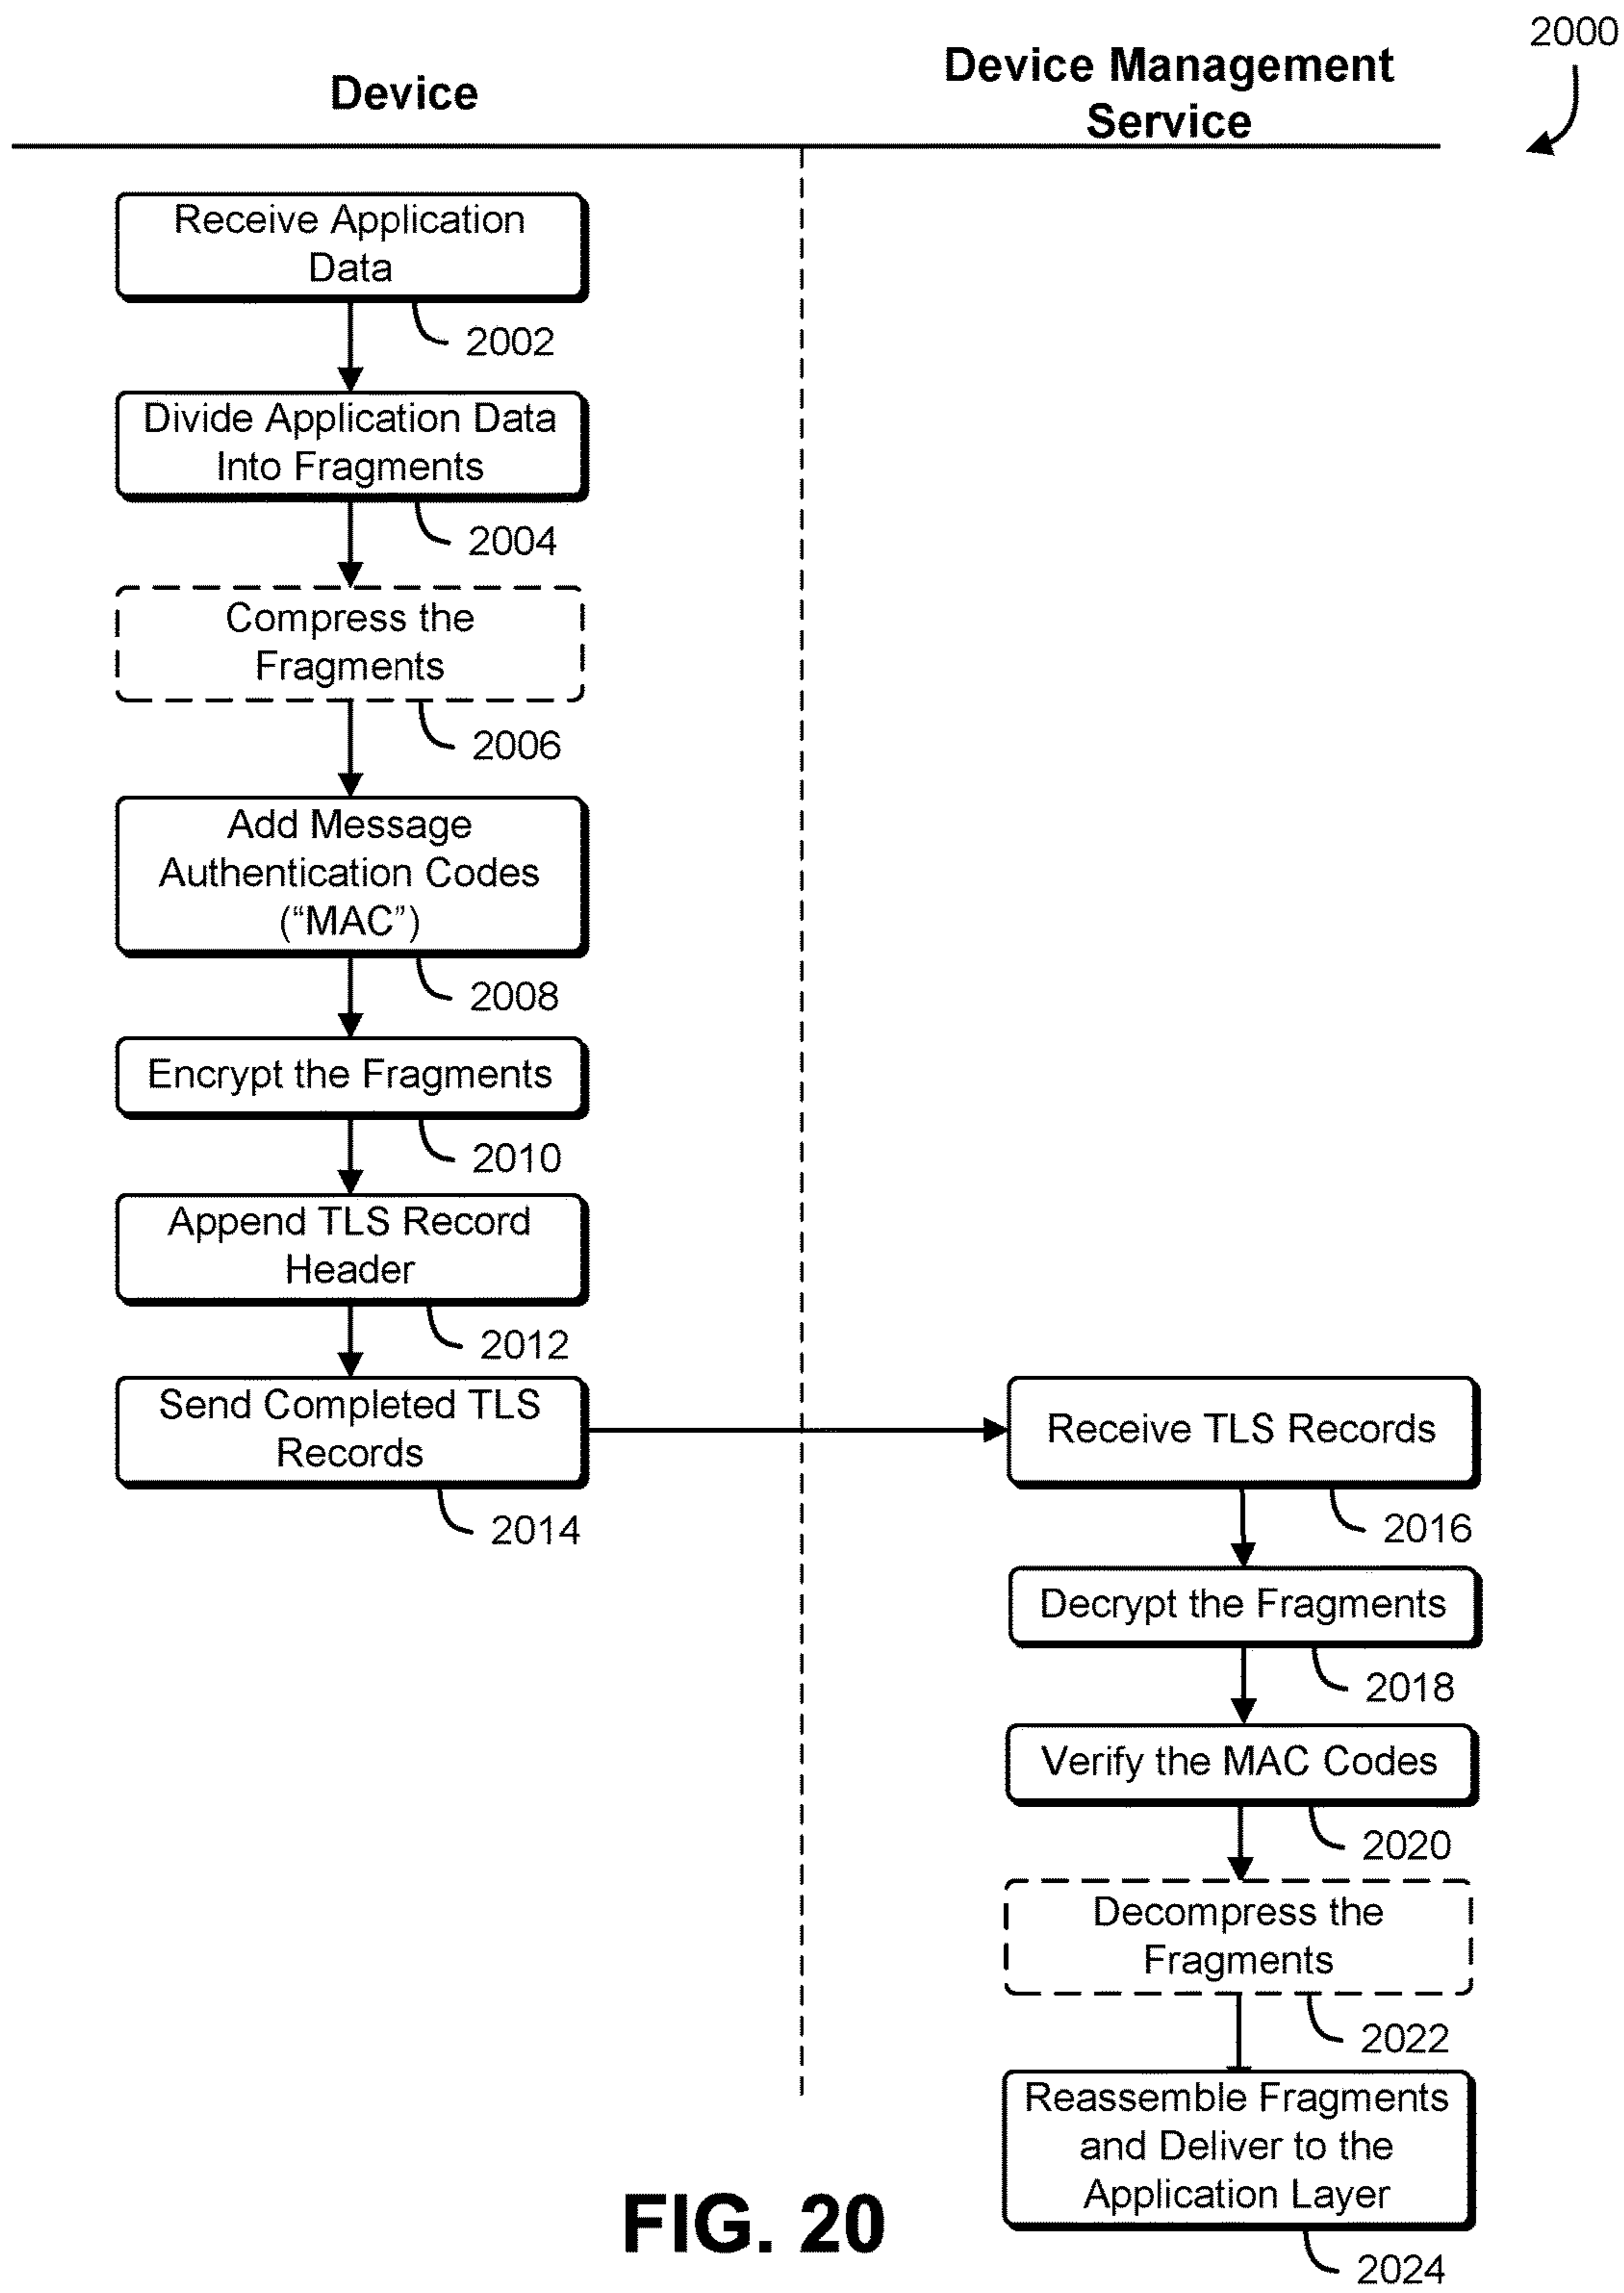 2000
Device
Device Management
Service
Receive Application
Data
2002
Divide Application Data
Into Fragments
2004
Compress the
Fragments
2006
Add Message
Authentication Codes
(“MAC”)
2008
Encrypt the Fragments
2010
Append TLS Record
Header
2012
Send Completed TLS
Records
2014
Receive TLS Records
2016
Decrypt the Fragments
2018
Verify the MAC Codes
2020
Decompress the
Fragments
2022
Reassemble Fragments
and Deliver to the
Application Layer
2024
FIG. 20